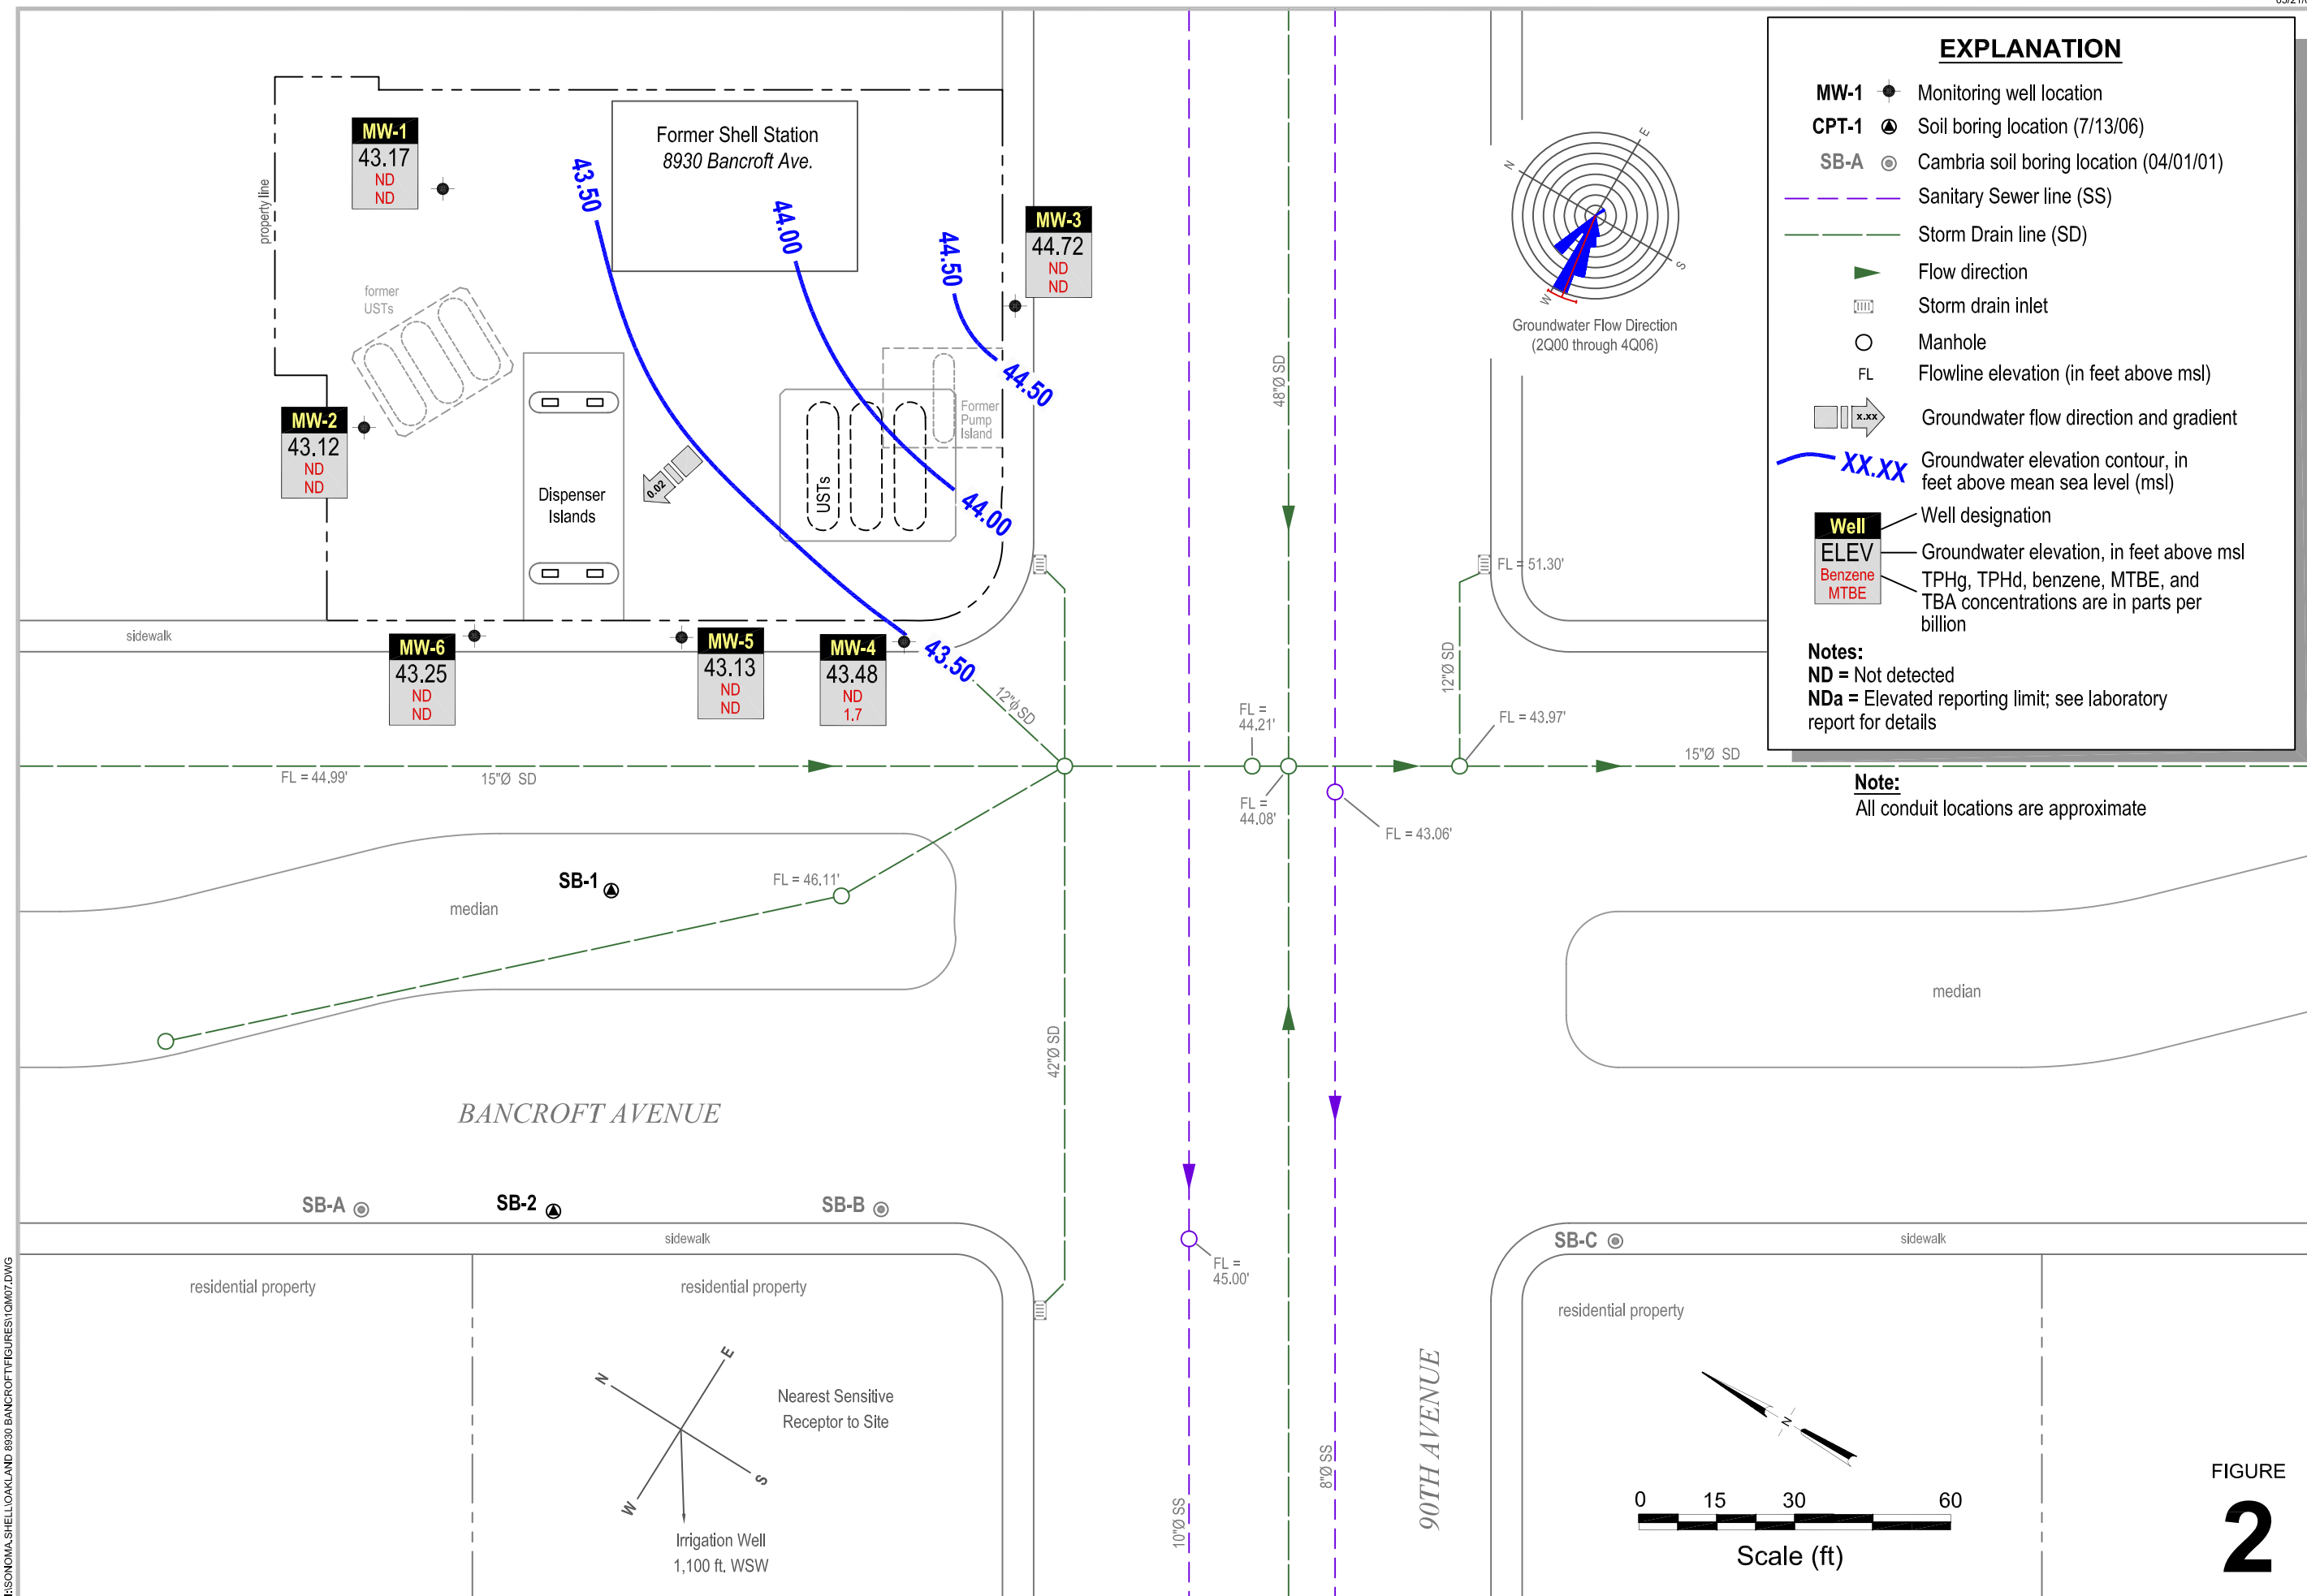 EXPLANATION
MW-1 Monitoring well location
CPT-1 Soil boring location (7/13/06)
SB-A Cambria soil boring location (04/01/01)
Sanitary Sewer line (SS)
Storm Drain line (SD)
Flow direction
Storm drain inlet
Manhole
FL Flowline elevation (in feet above msl)
x.xx Groundwater flow direction and gradient
XX.XX Groundwater elevation contour, in
feet above mean sea level (msl)
Well
Well designation
ELEV
Groundwater elevation, in feet above msl
Benzene
MTBE
TPHg, TPHd, benzene, MTBE, and
TBA concentrations are in parts per
billion
Notes:
ND = Not detected
NDa = Elevated reporting limit; see laboratory
report for details
Note:
All conduit locations are approximate
Former Shell Station
8930 Bancroft Ave.
property line
MW-1
43.17
ND
ND
MW-3
44.72
ND
ND
43.50
44.00
44.50
44.50
44.00
43.50
former
USTs
MW-2
43.12
ND
ND
Dispenser
Islands
0.02
USTs
Former
Pump
Island
sidewalk
MW-6
43.25
ND
ND
MW-5
43.13
ND
ND
MW-4
43.48
ND
1.7
E
N
S
W
Groundwater Flow Direction
(2Q00 through 4Q06)
48"Ø SD
FL = 51.30'
12"Ø SD
12"ϕ SD
FL =
44.21'
FL = 43.97'
15"Ø SD
FL = 44.99'
15"Ø SD
FL =
44.08'
FL = 43.06'
SB-1
FL = 46.11'
median
median
42"Ø SD
BANCROFT AVENUE
SB-A
SB-2
SB-B
SB-C
sidewalk
sidewalk
FL =
45.00'
residential property
residential property
residential property
E
N
S
W
Nearest Sensitive
Receptor to Site
Irrigation Well
1,100 ft. WSW
10"Ø SS
8"Ø SS
90TH AVENUE
N
0 15 30 60
Scale (ft)
FIGURE
2